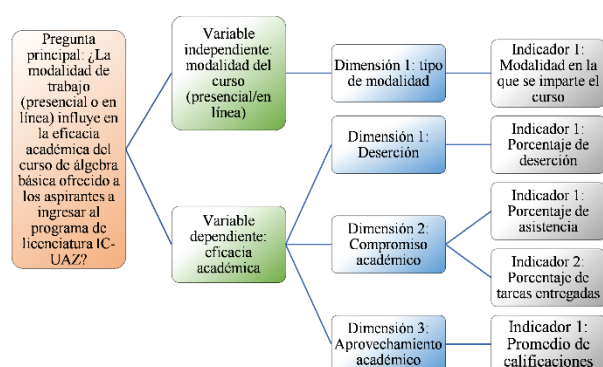 Pregunta
principal: ¿La
modalidad de
trabajo
(presencial o en
línea) influye en
la eficacia
académica del
curso de álgebra
básica ofrecido a
los aspirantes a
ingresar al
programa de
licenciatura IC-
UAZ?
Variable
independiente:
modalidad del
curso
(presencial/en
línea)
Dimensión 1: tipo
de modalidad
Indicador 1:
Modalidad en la
que se imparte el
curso
Variable
dependiente:
eficacia
académica
Dimensión 1:
Deserción
Indicador 1:
Porcentaje de
deserción
Dimensión 2:
Compromiso
académico
Indicador 1:
Porcentaje de
asistencia
Indicador 2:
Porcentaje de
tareas entregadas
Dimensión 3:
Aprovechamiento
académico
Indicador 1:
Promedio de
calificaciones